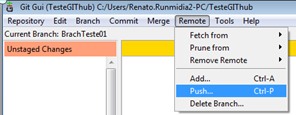 Git Gui (TesteGIThub) C:/Users/Renato.Runmidia2-PC/TesteGIThub
Repository Edit Branch Commit Merge Remote Tools Help
Current Branch: BrachTeste01
Fetch from
Unstaged Changes
Prune from
Remove Remote
Add... Ctrl-A
Push... Ctrl-P
Delete Branch...